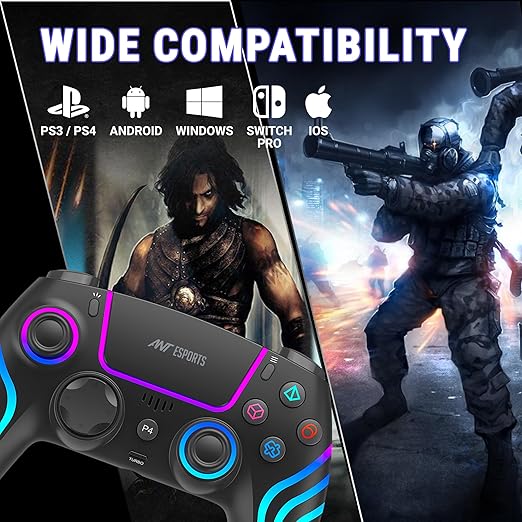 WIDE COMPATIBILITY
PS3 / PS4 ANDROID WINDOWS SWITCH PRO IOS
ANT ESPORTS
P4
TURBO